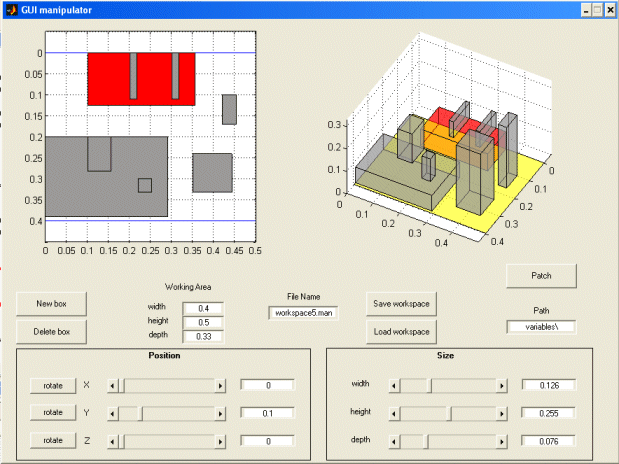 GUI manipulator
0
0.05
0.1
0.15
0.2
0.25
0.3
0.35
0.4
0 0.05 0.1 0.15 0.2 0.25 0.3 0.35 0.4 0.45 0.5
0.3
0.2
0.1
0
0 0.1 0.2 0.3 0.4
0
0.1
0.2
0.3
0.4
Patch
Working Area
New box
width 0.4
File Name
Save workspace
Path
height 0.5
workspace5.man
Delete box
depth 0.33
Load workspace
variables\
Position
rotate X 0
rotate Y 0.1
rotate Z 0
Size
width 0.126
height 0.255
depth 0.076